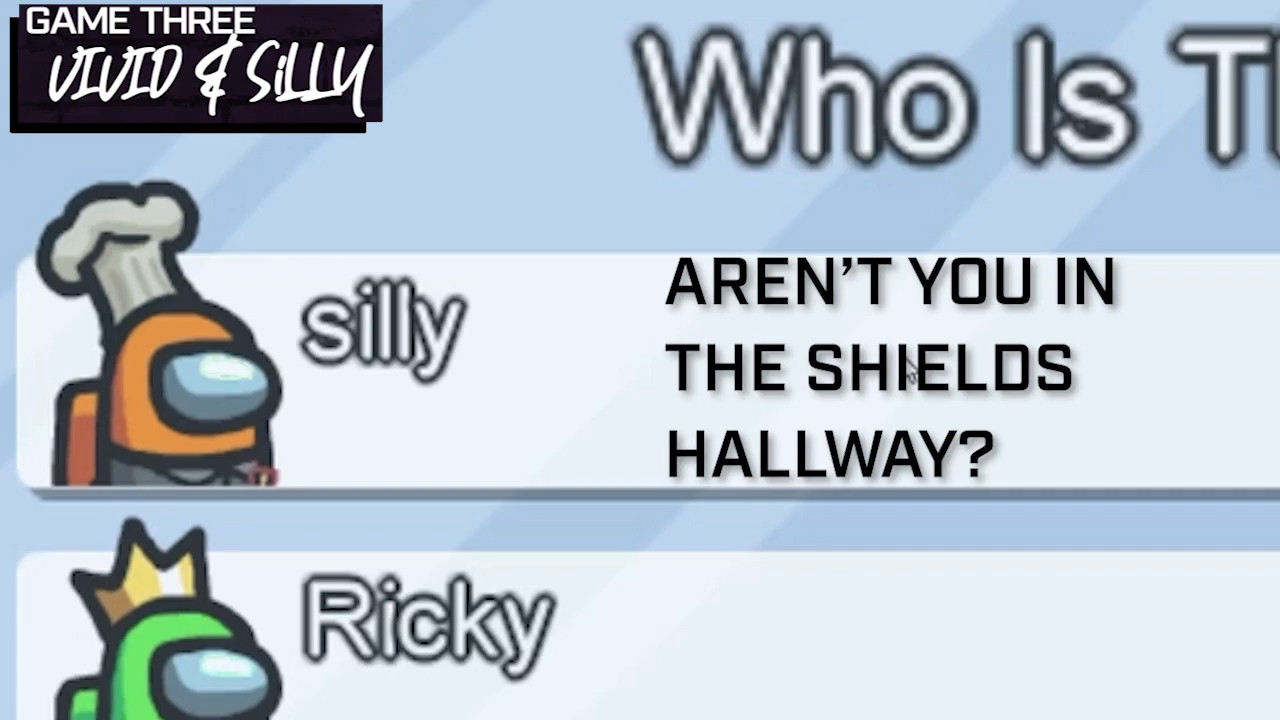 GAME THREE
VIVID & SiLLY
Who Is
silly
AREN’T YOU IN
THE SHIELDS
HALLWAY?
Ricky